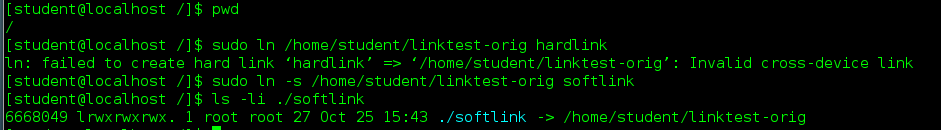 [student@localhost /]$ pwd
/
[student@localhost /]$ sudo ln /home/student/linktest-orig hardlink
ln: failed to create hard link ‘hardlink’ => ‘/home/student/linktest-orig’: Invalid cross-device link
[student@localhost /]$ sudo ln -s /home/student/linktest-orig softlink
[student@localhost /]$ ls -li ./softlink
6668049 lrwxrwxrwx. 1 root root 27 Oct 25 15:43 ./softlink -> /home/student/linktest-orig